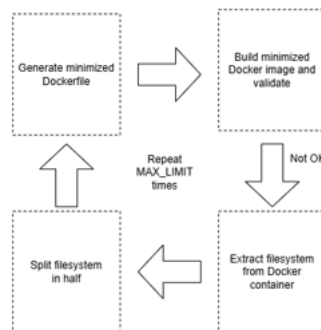 Generate minimized
Dockerfile
Build minimized
Docker image and
validate
Repeat
MAX_LIMIT
times
Not OK
Split filesystem
in half
Extract filesystem
from Docker
container